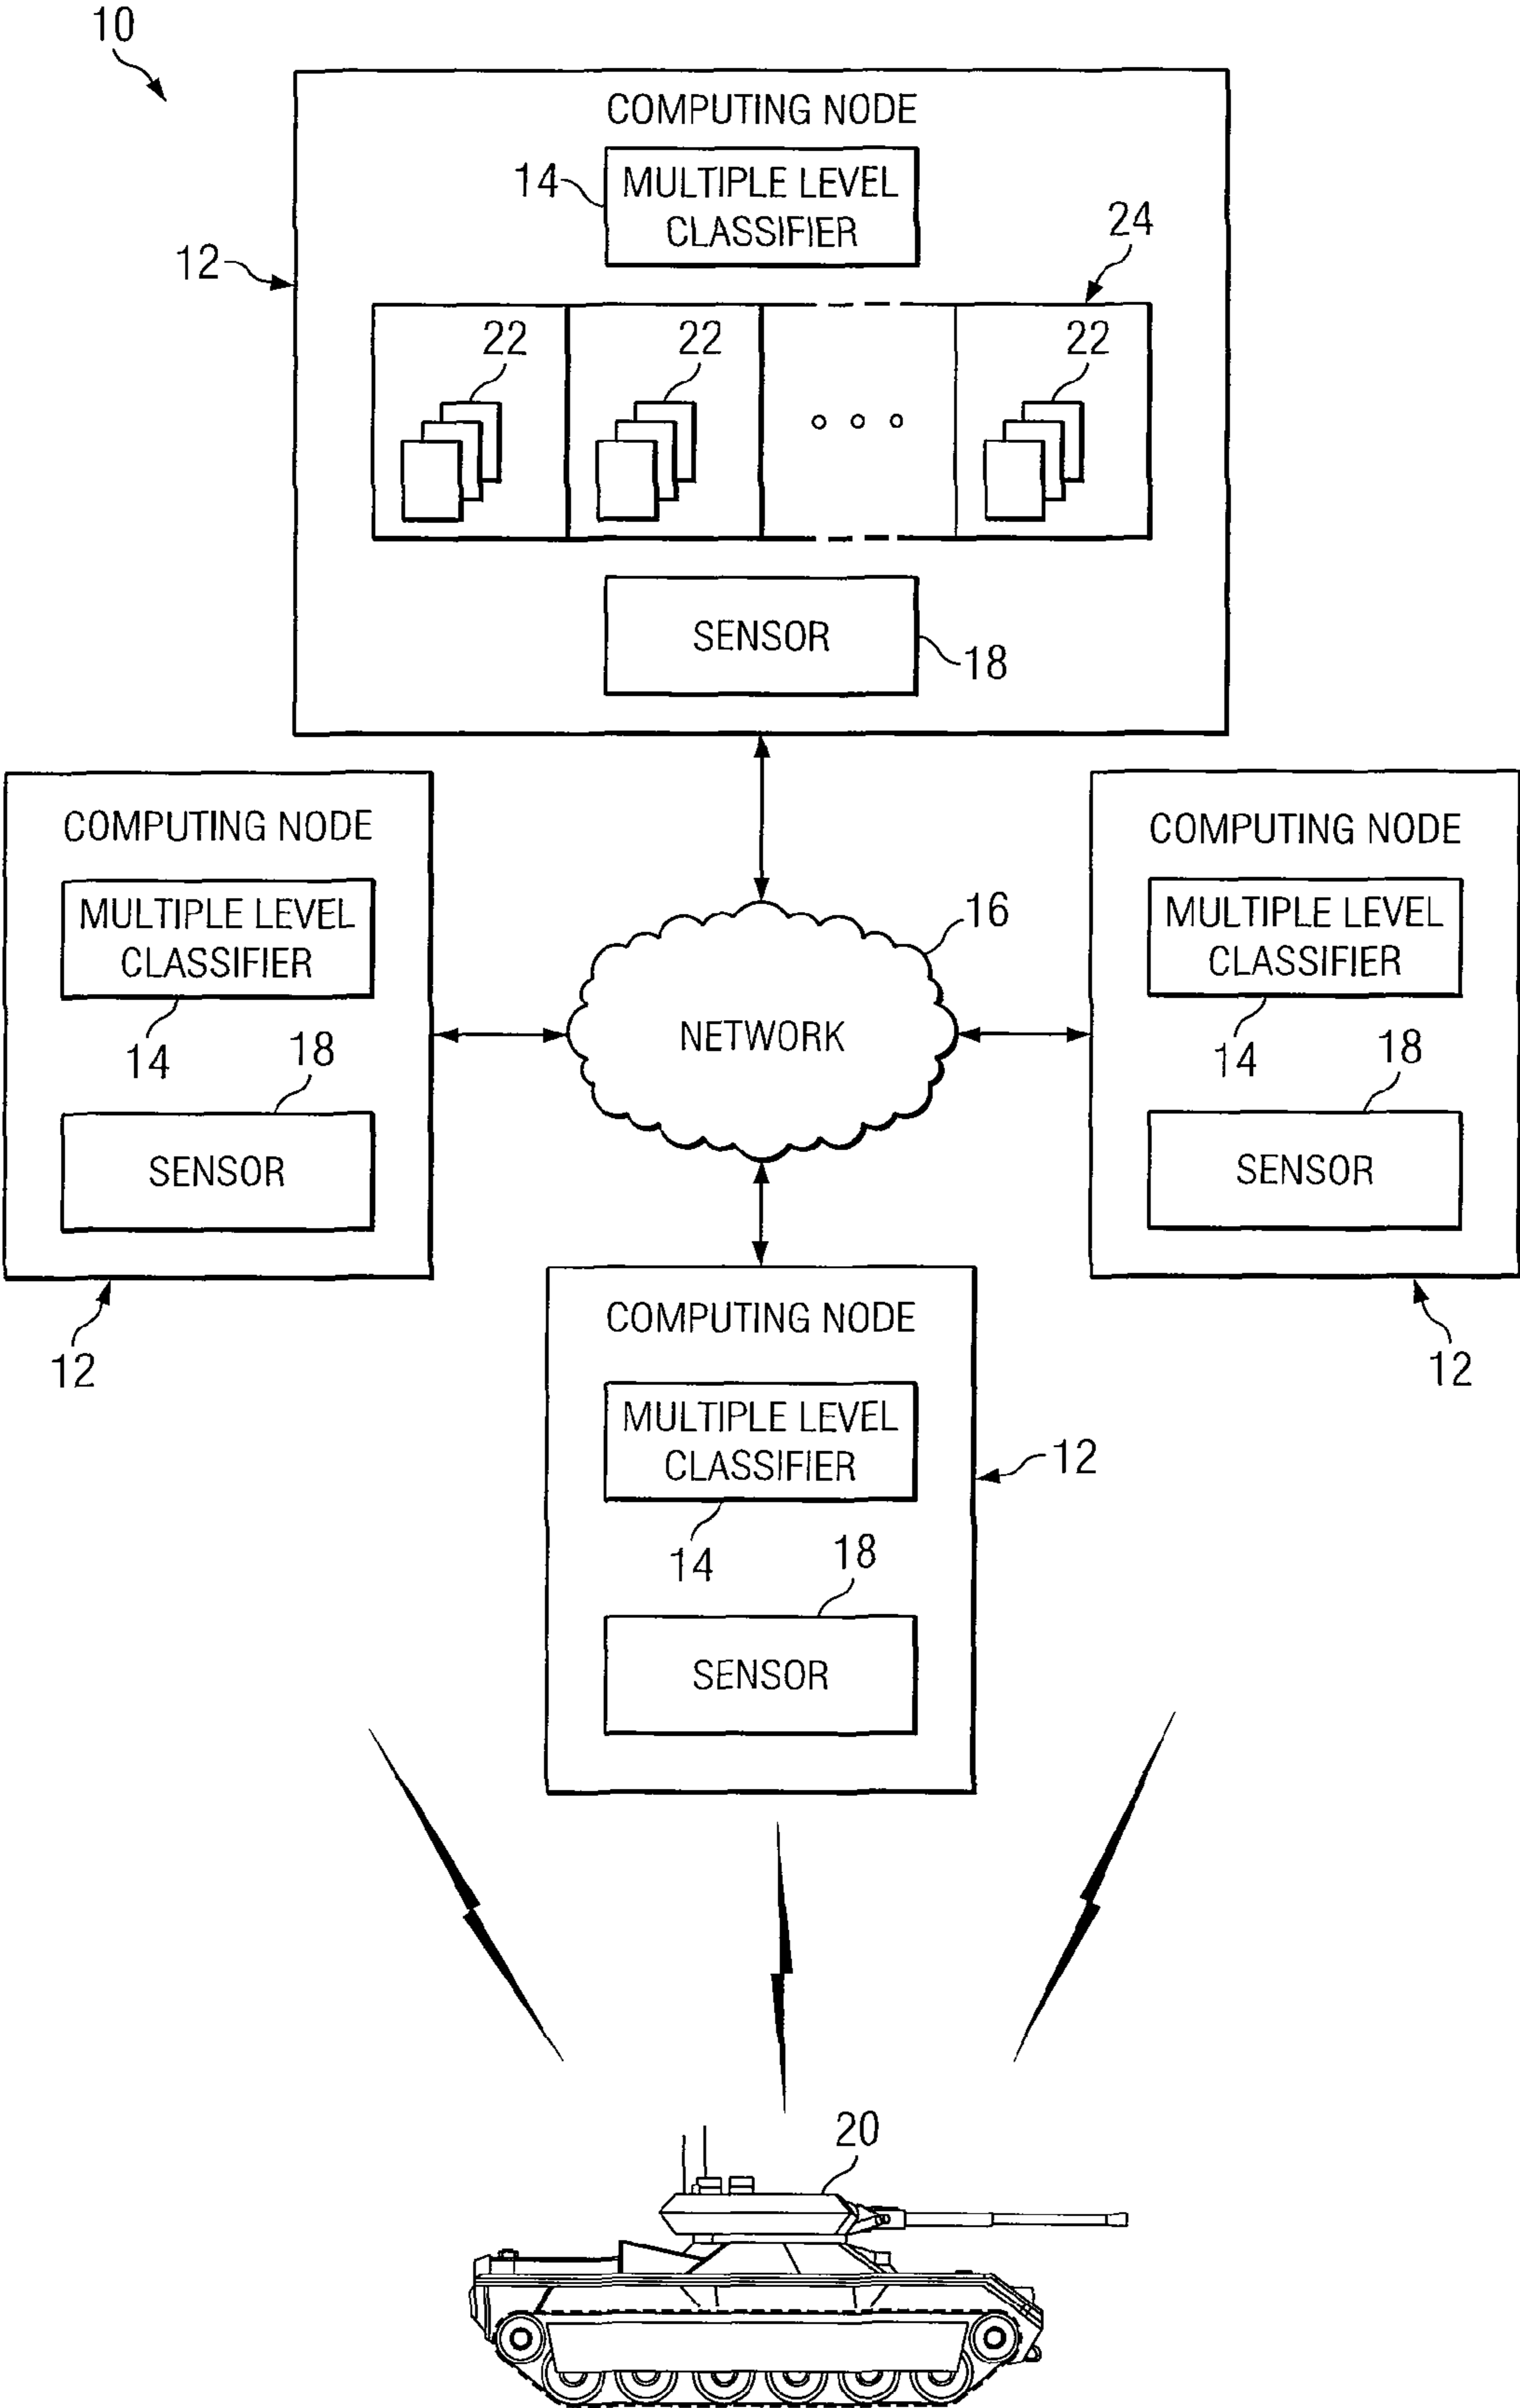 10
COMPUTING NODE
14
MULTIPLE LEVEL
CLASSIFIER
24
12
22
22
22
SENSOR
18
COMPUTING NODE
MULTIPLE LEVEL
CLASSIFIER
14
18
SENSOR
12
16
NETWORK
COMPUTING NODE
MULTIPLE LEVEL
CLASSIFIER
14
18
SENSOR
12
COMPUTING NODE
MULTIPLE LEVEL
CLASSIFIER
12
14
18
SENSOR
20